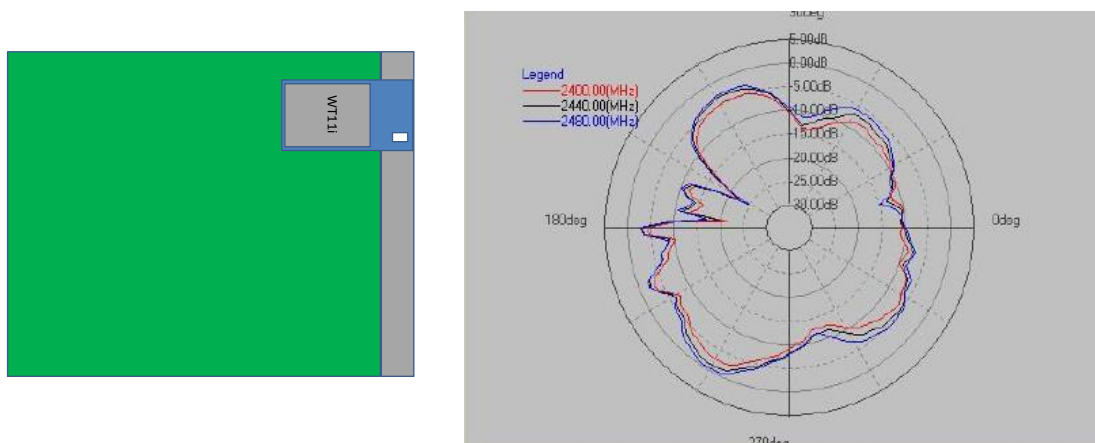 WT11i
90deg
5.00dB
0.00dB
-5.00dB
-10.00dB
-15.00dB
-20.00dB
-25.00dB
-30.00dB
Legend
2400.00(MHz)
2440.00(MHz)
2480.00(MHz)
180deg
0deg
270deg